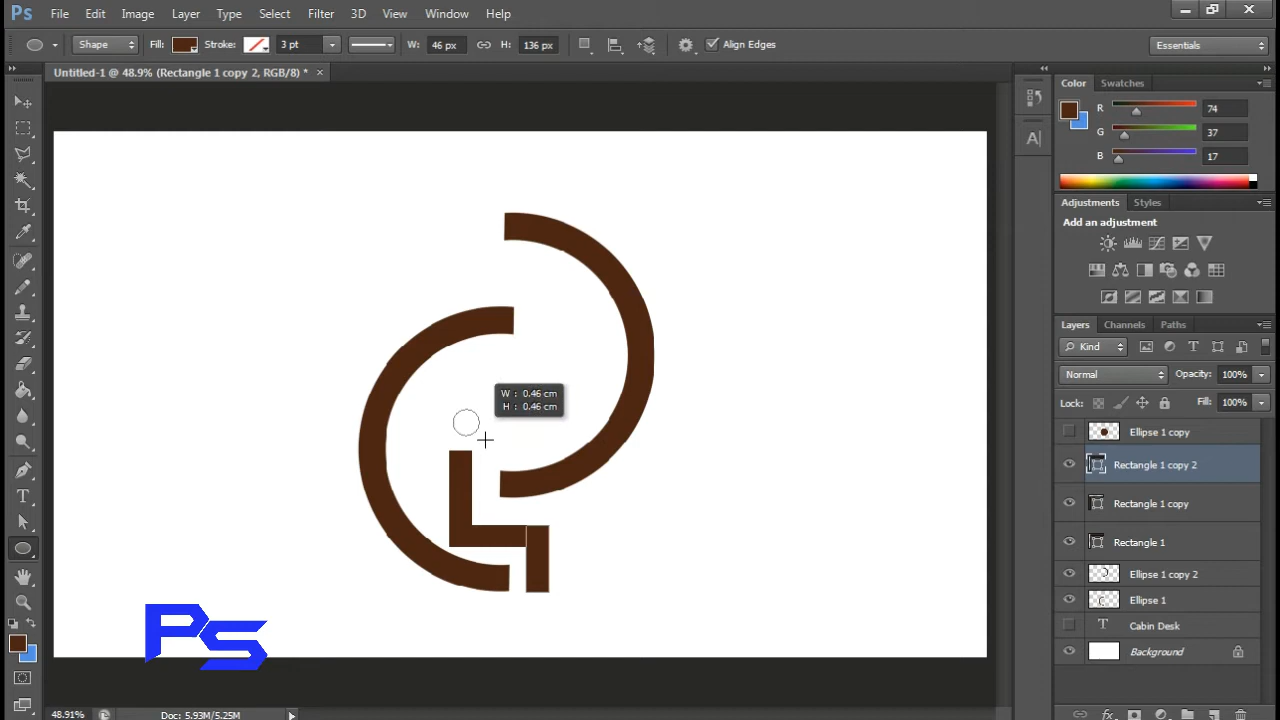 Ps File Edit Image Layer Type Select Filter 3D View Window Help
Shape Fill: Stroke: 3 pt W: 46 px H: 136 px Align Edges Essentials
Untitled-1 @ 48.9% (Rectangle 1 copy 2, RGB/8) * ×
Color Swatches
R 74
G 37
B 17
A|
Adjustments Styles
Add an adjustment
Layers Channels Paths
Kind
Normal Opacity: 100%
Lock: Fill: 100%
Ellipse 1 copy
Rectangle 1 copy 2
Rectangle 1 copy
Rectangle 1
Ellipse 1 copy 2
Ellipse 1
T Cabin Desk
Background
fx
W : 0.46 cm
H : 0.46 cm
T
PS
48.91% Doc: 5.93M/5.25M